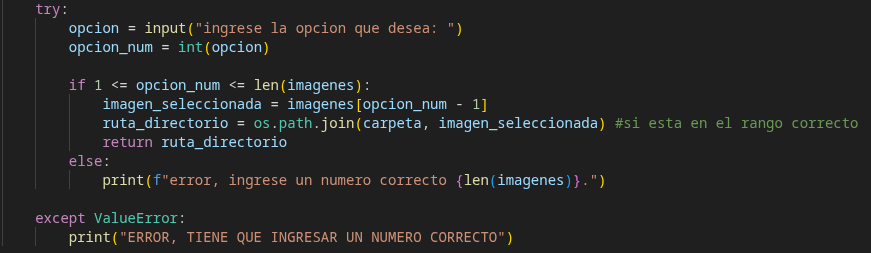 try:
opcion = input("ingrese la opcion que desea: ")
opcion_num = int(opcion)
if 1 <= opcion_num <= len(imagenes):
imagen_seleccionada = imagenes[opcion_num - 1]
ruta_directorio = os.path.join(carpeta, imagen_seleccionada) #si esta en el rango correcto
return ruta_directorio
else:
print(f"error, ingrese un numero correcto {len(imagenes)}.")
except ValueError:
print("ERROR, TIENE QUE INGRESAR UN NUMERO CORRECTO")